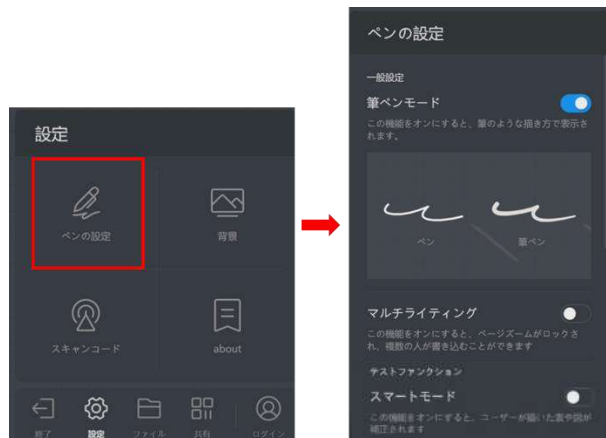 設定
ペンの設定
背景
スキャンコード
about
終了
設定
ファイル
共有
ログイン
ペンの設定
一般設定
筆ペンモード
この機能をオンにすると、筆のような描き方で表示さ
れます。
ペン
筆ペン
マルチライティング
この機能をオンにすると、ページズームがロックさ
れ、複数の人が書き込むことができます
テストファンクション
スマートモード
この機能をオンにすると、ユーザーが描いた表や図が
補正されます